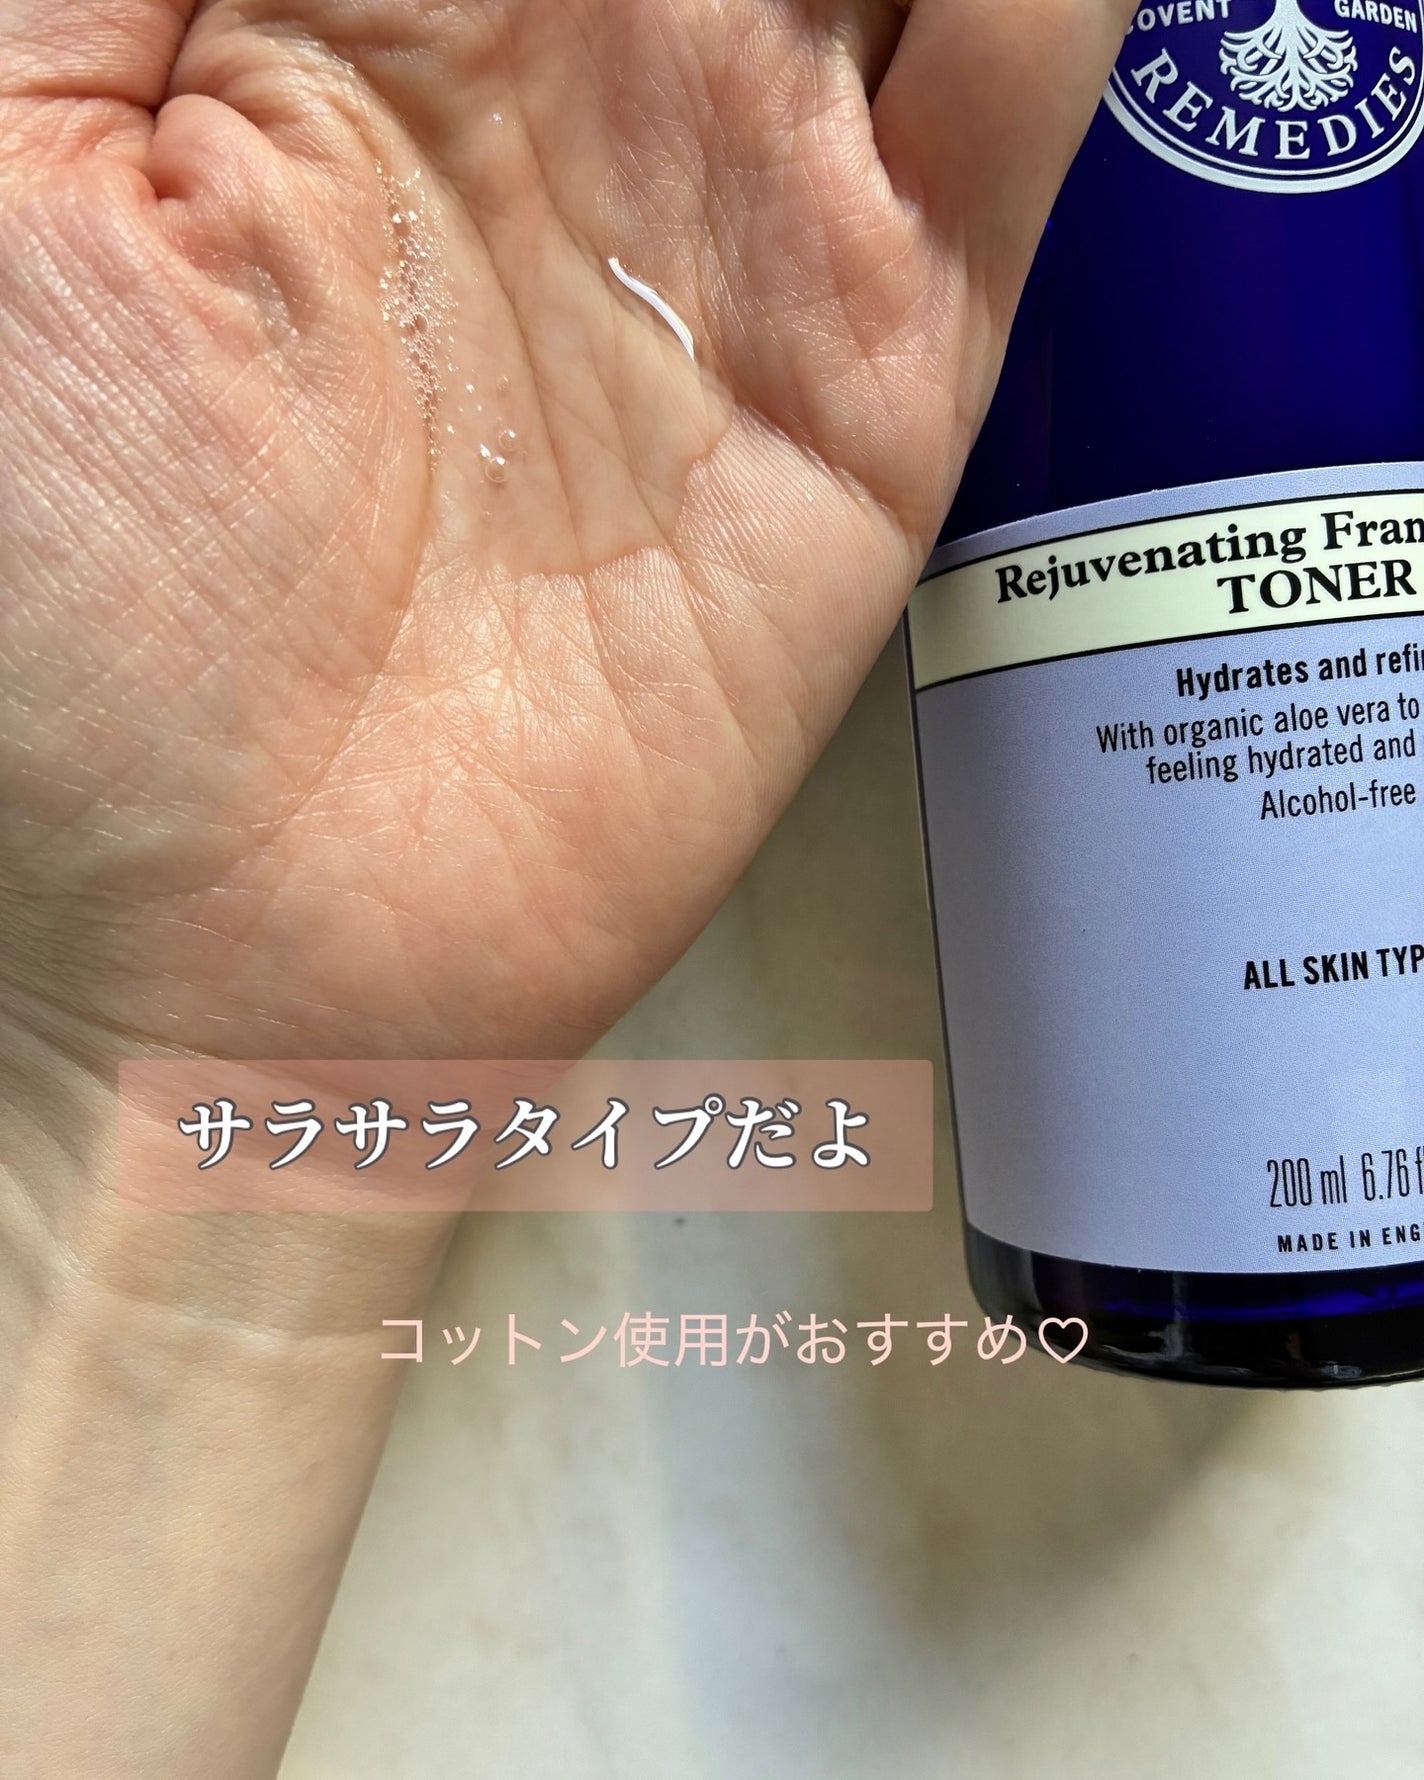 COVENT GARDEN
REMEDIES
Rejuvenating Fran
TONER
Hydrates and refin
With organic aloe vera to
feeling hydrated and
Alcohol-free
ALL SKIN TYP
200 ml 6.76 f
MADE IN ENG
サラサラタイプだよ
コットン使用がおすすめ♡